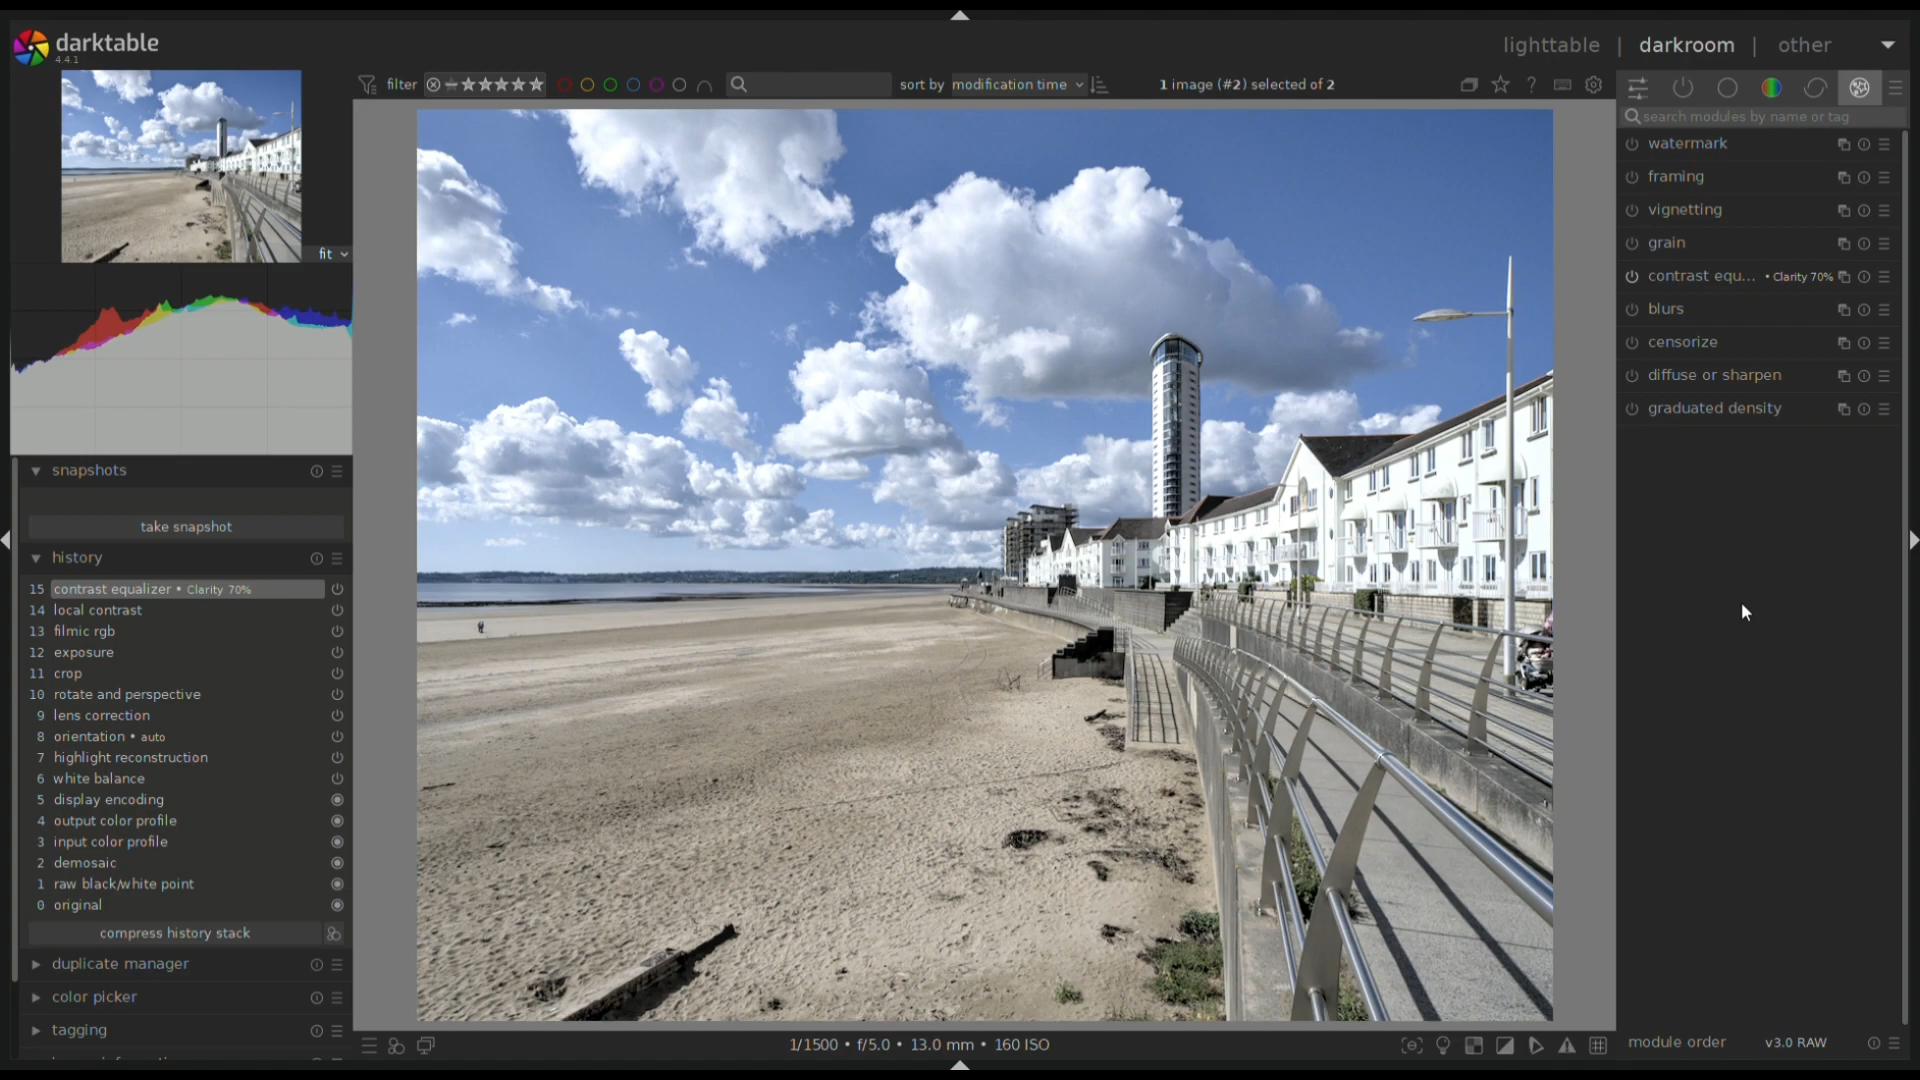 darktable
4.4.1
lighttable | darkroom | other
filter
sort by modification time
1 image (#2) selected of 2
search modules by name or tag
fit
snapshots
take snapshot
history
15 contrast equalizer • Clarity 70%
14 local contrast
13 filmic rgb
12 exposure
11 crop
10 rotate and perspective
9 lens correction
8 orientation • auto
7 highlight reconstruction
6 white balance
5 display encoding
4 output color profile
3 input color profile
2 demosaic
1 raw black/white point
0 original
compress history stack
duplicate manager
color picker
tagging
watermark
framing
vignetting
grain
contrast equ... • Clarity 70%
blurs
censorize
diffuse or sharpen
graduated density
1/1500 • f/5.0 • 13.0 mm • 160 ISO
module order v3.0 RAW